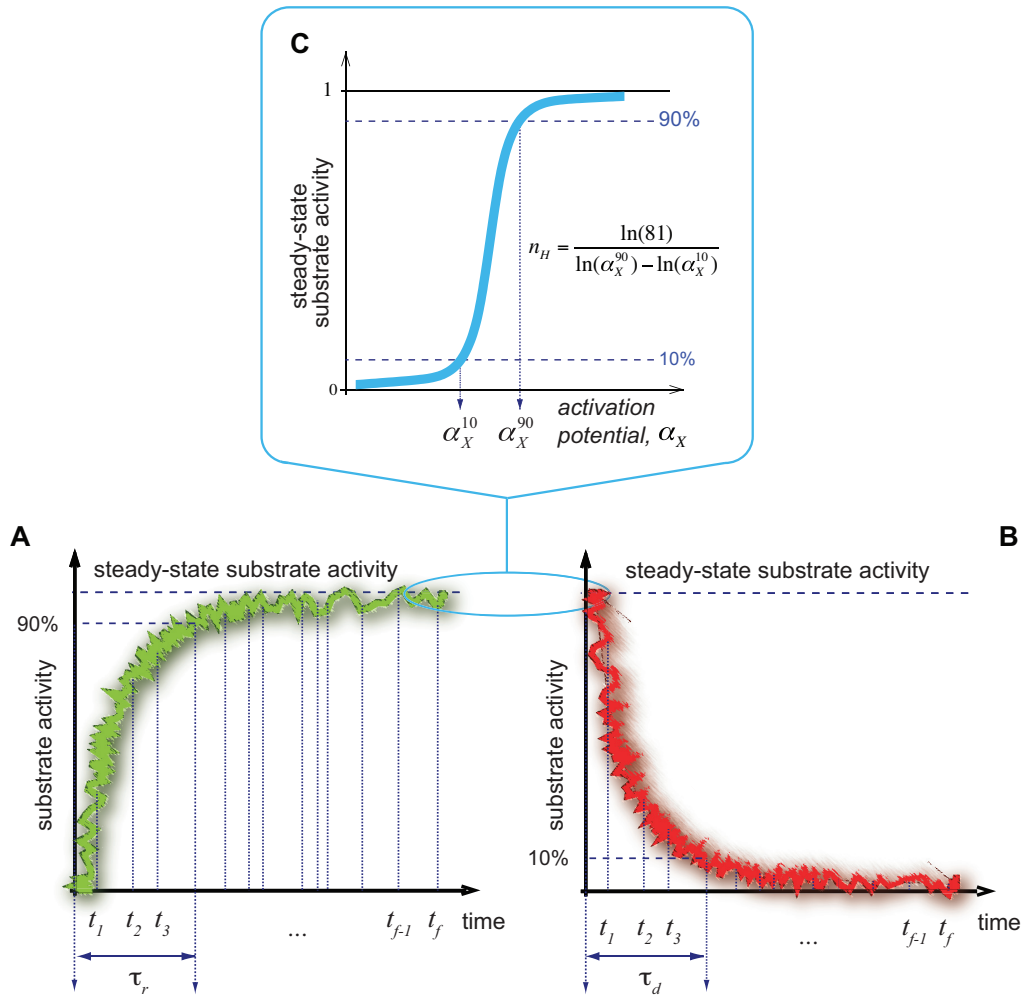 C
1
90%
steady-state
substrate activity
n_H = ln(81) / ln(α_X^90) − ln(α_X^10)
10%
0
α_X^10 α_X^90 activation
potential, α_X
A
B
steady-state substrate activity
steady-state substrate activity
90%
substrate activity
substrate activity
10%
t_1 t_2 t_3 ... t_{f-1} t_f time
t_1 t_2 t_3 ... t_{f-1} t_f time
τ_r
τ_d